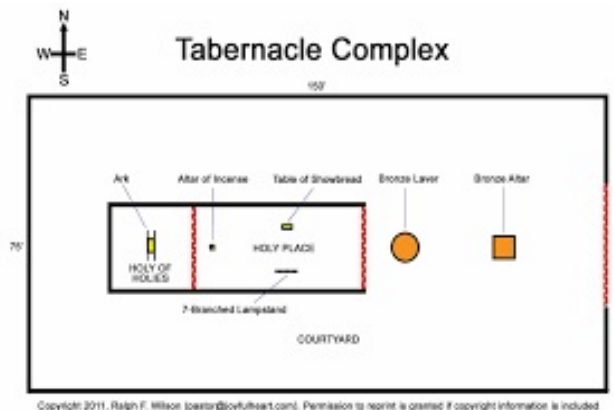 N
W E
S
Tabernacle Complex
150'
Ark
Altar of Incense
Table of Showbread
Bronze Laver
Bronze Altar
75'
HOLY PLACE
HOLY OF
HOLIES
7-Branched Lampstand
COURTYARD
Copyright 2011, Ralph F. Wilson (pastor@joyfulheart.com). Permission to reprint is granted if copyright information is included